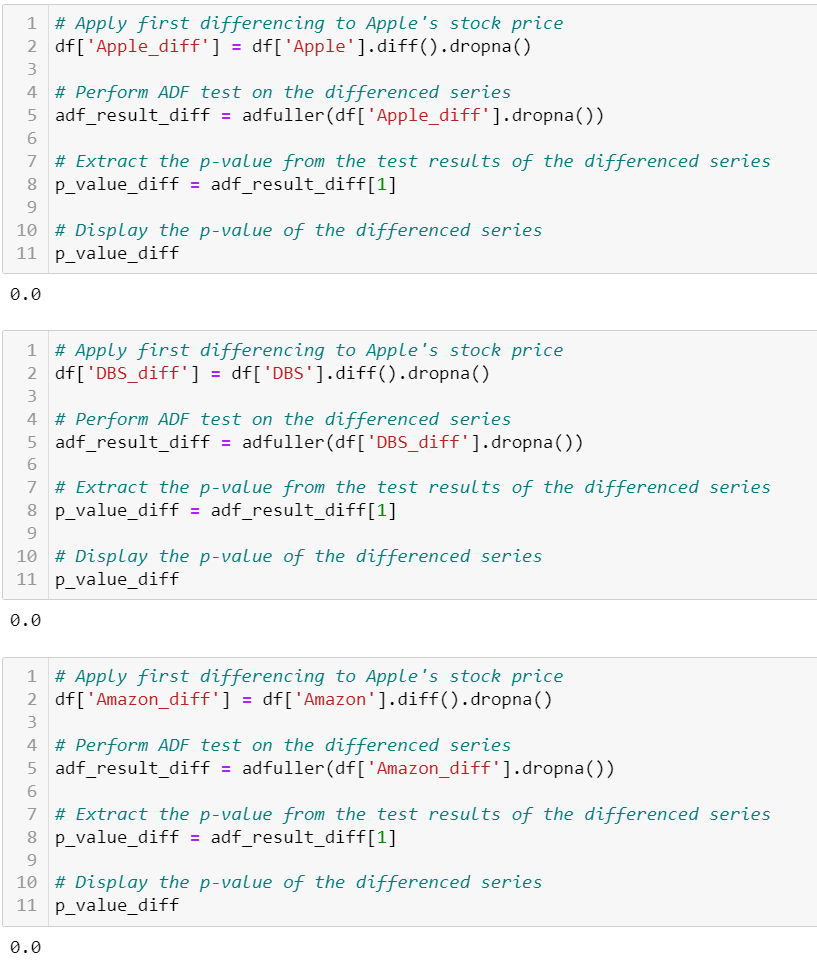 1 # Apply first differencing to Apple's stock price
2 df['Apple_diff'] = df['Apple'].diff().dropna()
3
4 # Perform ADF test on the differenced series
5 adf_result_diff = adfuller(df['Apple_diff'].dropna())
6
7 # Extract the p-value from the test results of the differenced series
8 p_value_diff = adf_result_diff[1]
9
10 # Display the p-value of the differenced series
11 p_value_diff
0.0
1 # Apply first differencing to Apple's stock price
2 df['DBS_diff'] = df['DBS'].diff().dropna()
3
4 # Perform ADF test on the differenced series
5 adf_result_diff = adfuller(df['DBS_diff'].dropna())
6
7 # Extract the p-value from the test results of the differenced series
8 p_value_diff = adf_result_diff[1]
9
10 # Display the p-value of the differenced series
11 p_value_diff
0.0
1 # Apply first differencing to Apple's stock price
2 df['Amazon_diff'] = df['Amazon'].diff().dropna()
3
4 # Perform ADF test on the differenced series
5 adf_result_diff = adfuller(df['Amazon_diff'].dropna())
6
7 # Extract the p-value from the test results of the differenced series
8 p_value_diff = adf_result_diff[1]
9
10 # Display the p-value of the differenced series
11 p_value_diff
0.0